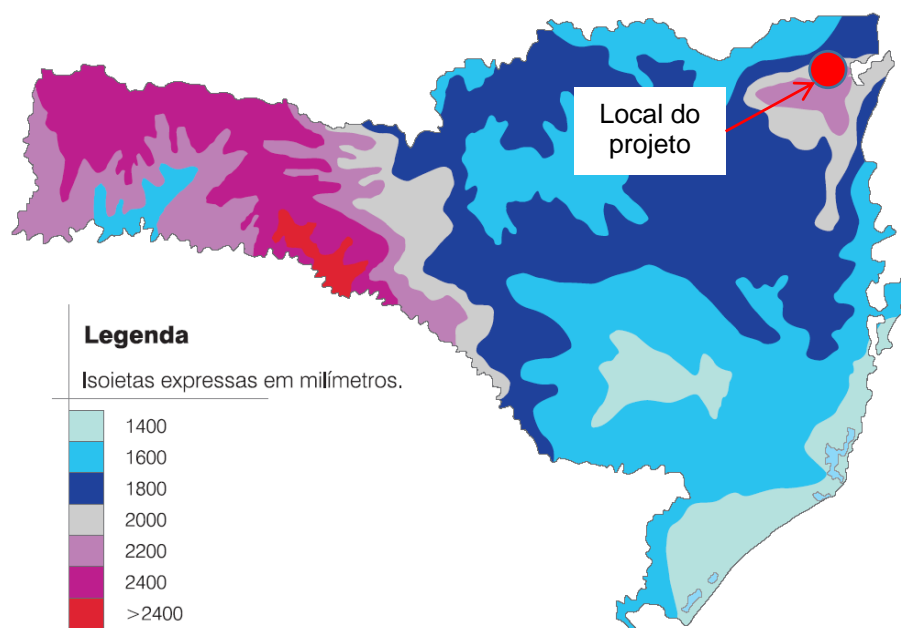 Local do
projeto
Legenda
Isoietas expressas em milímetros.
1400
1600
1800
2000
2200
2400
>2400